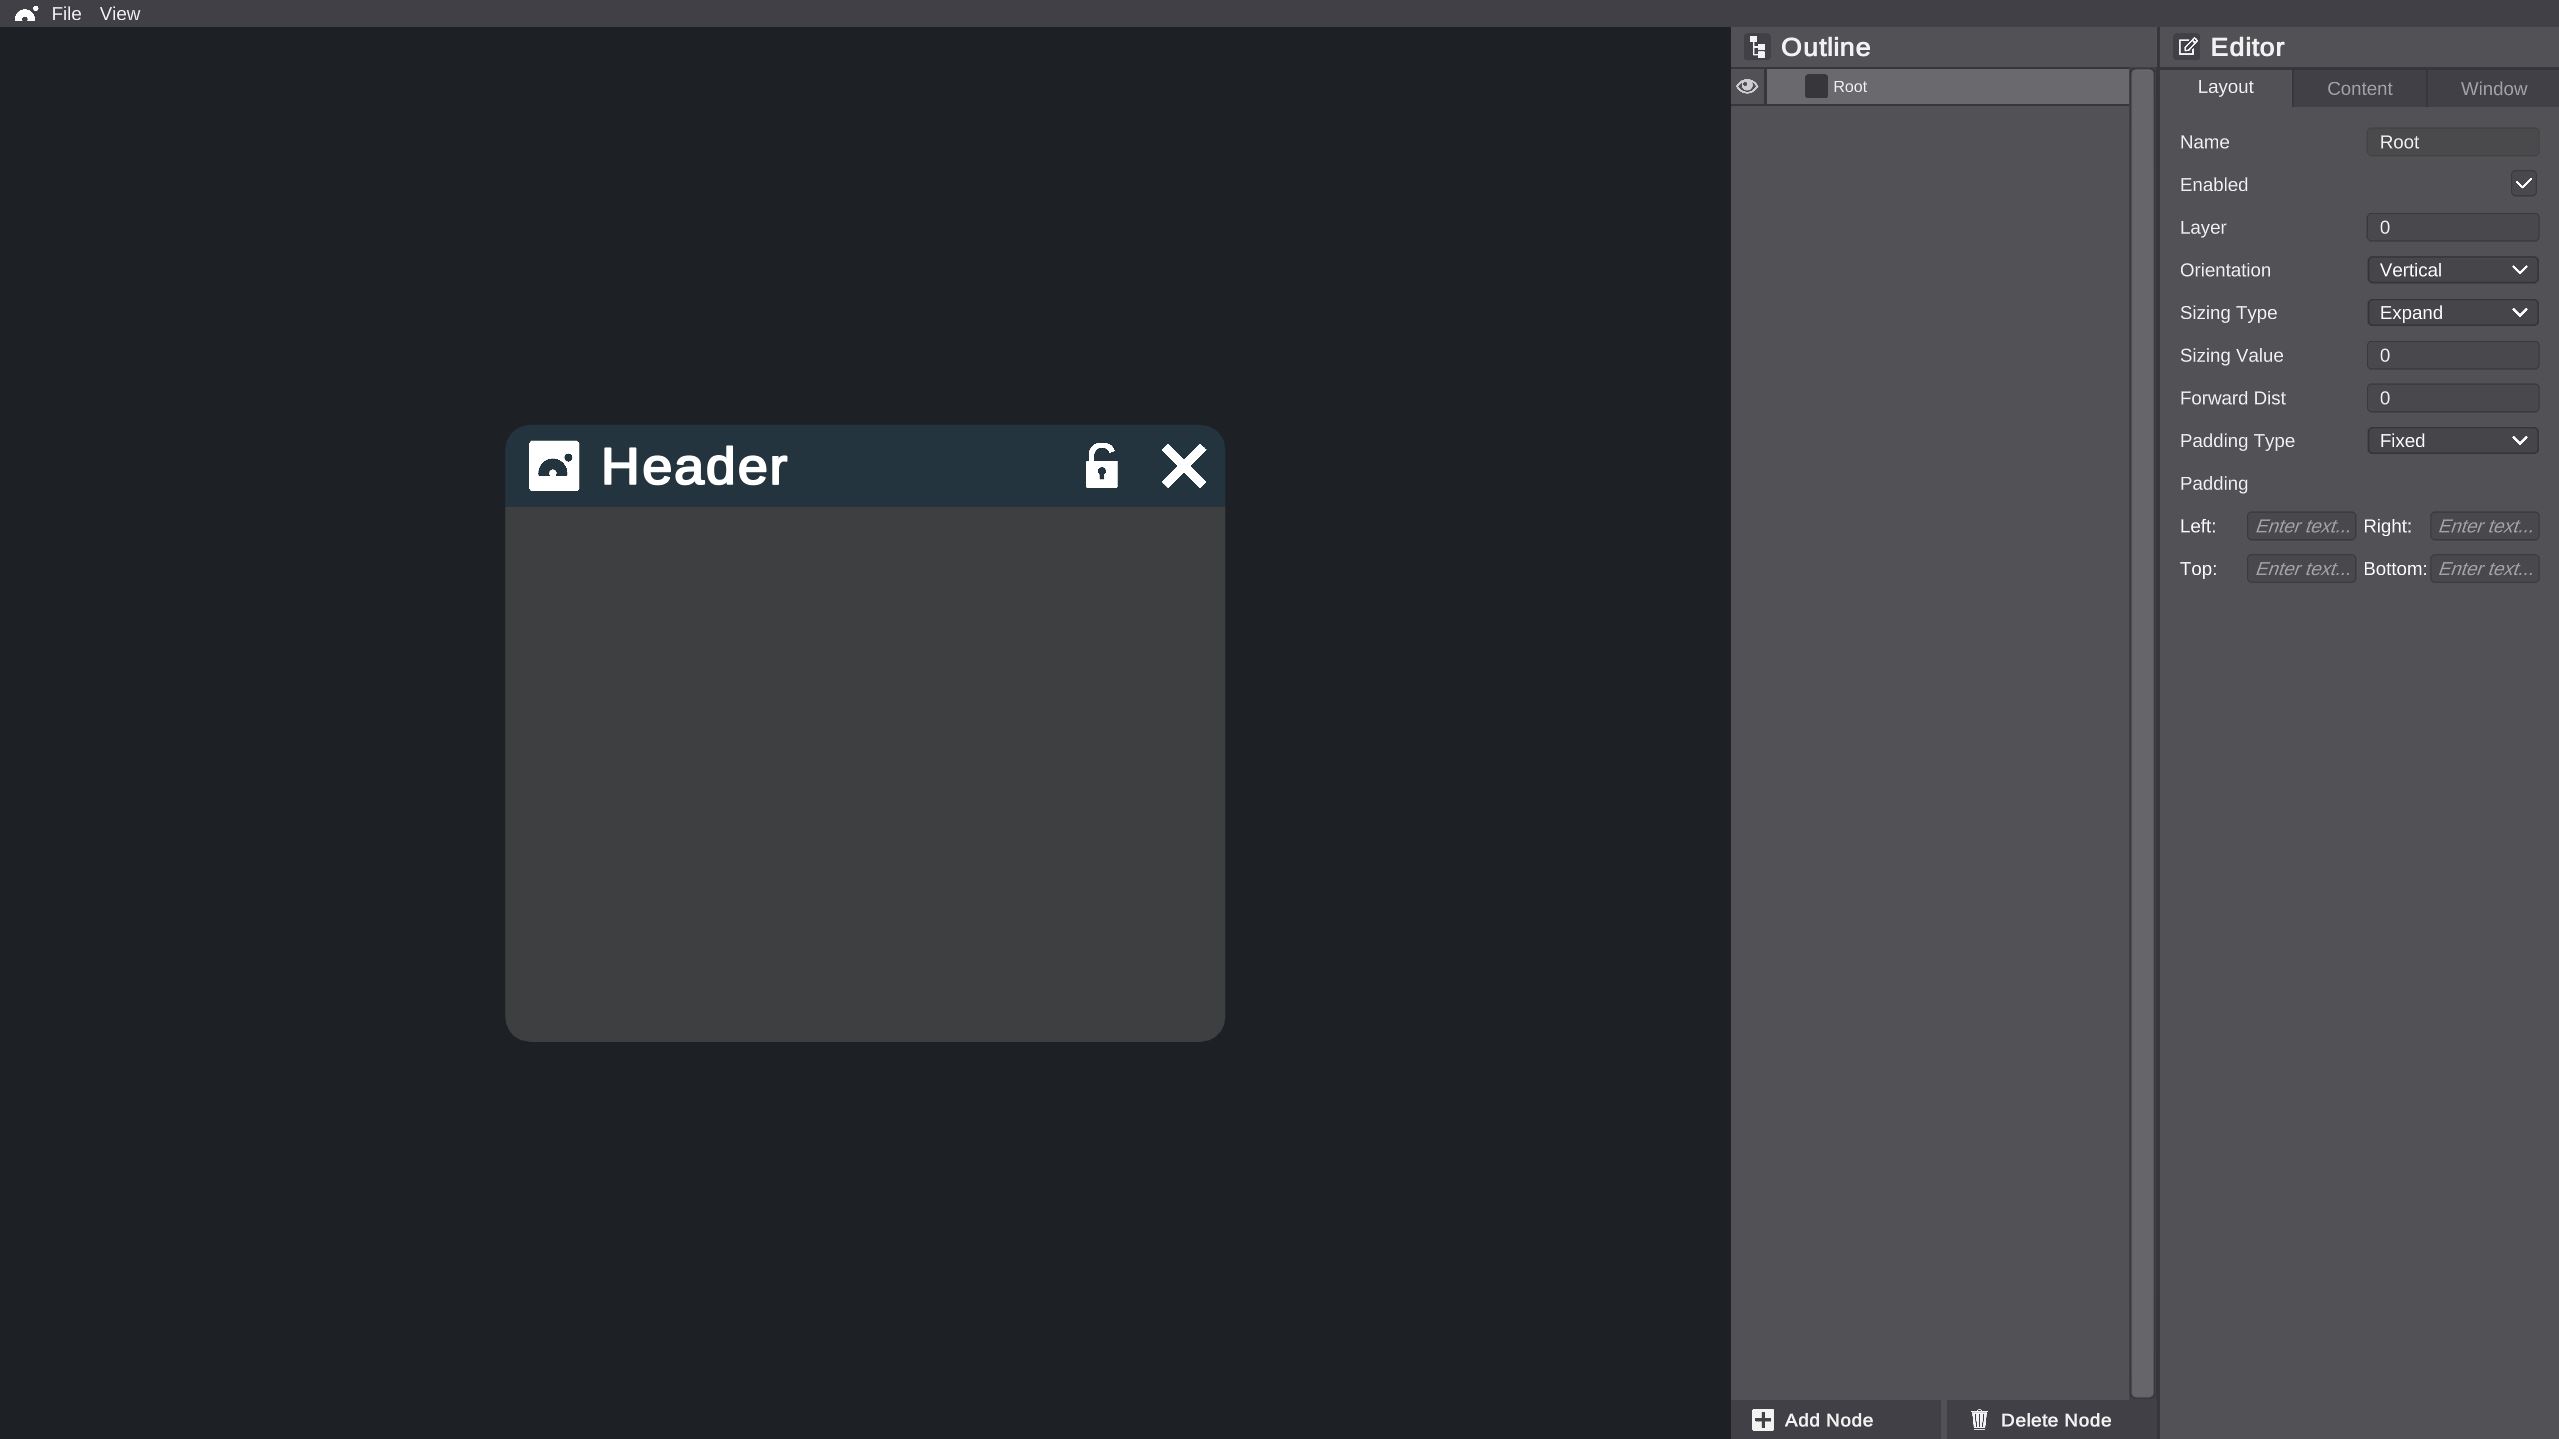 File View
Outline
Root
Editor
Layout Content Window
Name Root
Enabled
Layer 0
Orientation Vertical
Sizing Type Expand
Sizing Value 0
Forward Dist 0
Padding Type Fixed
Padding
Left: Enter text... Right: Enter text...
Top: Enter text... Bottom: Enter text...
Header
Add Node Delete Node